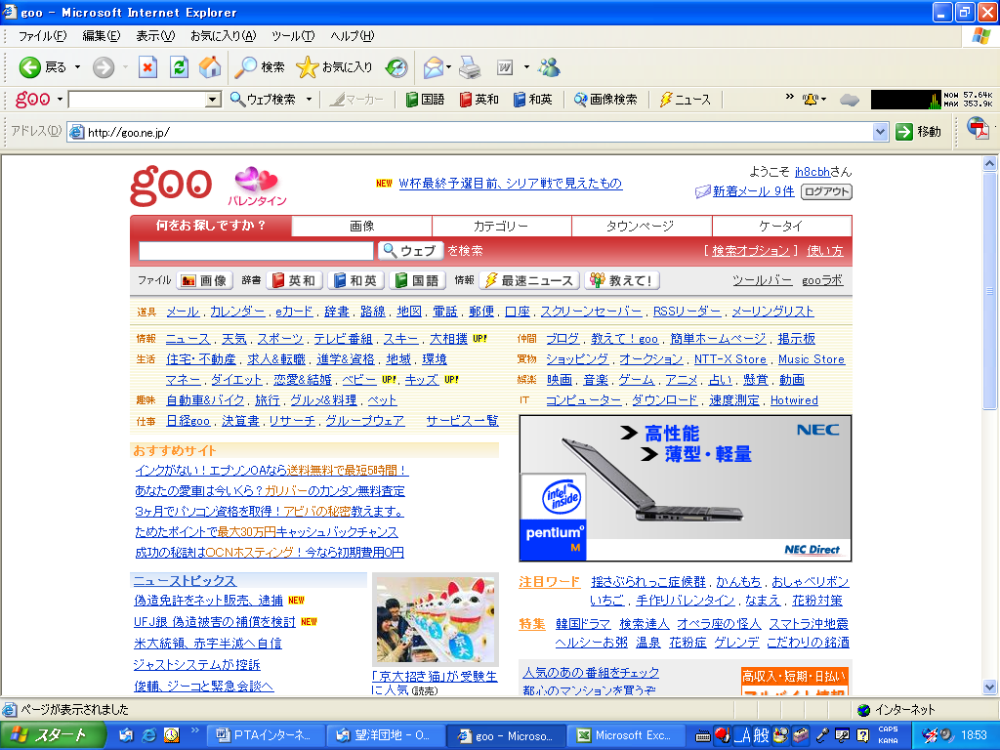 goo - Microsoft Internet Explorer
ファイル(F) 編集(E) 表示(V) お気に入り(A) ツール(T) ヘルプ(H)
戻る 検索 お気に入り
goo ウェブ検索 マーカー 国語 英和 和英 画像検索 ニュース » NOW 57.64K MAX 353.9K
アドレス(D) http://goo.ne.jp/ 移動
goo バレンタイン NEW W杯最終予選目前、シリア戦で見えたもの ようこそ jh8cbhさん
新着メール 9件 ログアウト
何をお探しですか? 画像 カテゴリー タウンページ ケータイ
ウェブ を検索 [ 検索オプション ] 使い方
ファイル 画像 辞書 英和 和英 国語 情報 最速ニュース 教えて! ツールバー gooラボ
道具 メール , カレンダー , eカード , 辞書 , 路線 , 地図 , 電話 , 郵便 , 口座 , スクリーンセーバー , RSSリーダー , メーリングリスト
情報 ニュース , 天気 , スポーツ , テレビ番組 , スキー , 大相撲 UP! 仲間 ブログ , 教えて!goo , 簡単ホームページ , 掲示板
生活 住宅・不動産 , 求人&転職 , 進学&資格 , 地域 , 環境 買物 ショッピング , オークション , NTT-X Store , Music Store
マネー , ダイエット , 恋愛&結婚 , ベビー UP! , キッズ UP! 娯楽 映画 , 音楽 , ゲーム , アニメ , 占い , 懸賞 , 動画
趣味 自動車&バイク , 旅行 , グルメ&料理 , ペット IT コンピューター , ダウンロード , 速度測定 , Hotwired
仕事 日経goo , 決算書 , リサーチ , グループウェア サービス一覧
おすすめサイト
インクがない!エプソンOAなら送料無料で最短5時間!
あなたの愛車は今いくら?ガリバーのカンタン無料査定
3ヶ月でパソコン資格を取得!アビバの秘密教えます。
ためたポイントで最大30万円キャッシュバックチャンス
成功の秘訣はOCNホスティング!今なら初期費用0円
高性能
薄型・軽量
NEC
intel inside
pentium M
NEC Direct
ニューストピックス
偽造免許をネット販売、逮捕 NEW
UFJ銀 偽造被害の補償を検討 NEW
米大統領、赤字半減へ自信
ジャストシステムが控訴
俊輔、ジーコと緊急会談へ
京大
「京大招き猫」が受験生
に人気(読売)
注目ワード 揺さぶられっこ症候群 , かんもち , おしゃべリボン
いちご , 手作りバレンタイン , なまえ , 花粉対策
特集 韓国ドラマ 検索達人 オペラ座の怪人 スマトラ沖地震
ヘルシーお粥 温泉 花粉症 グレンデ こだわりの銘酒
人気のあの番組をチェック
都心のマンションを買うぞ
高収入・短期・日払い
アルバイト情報
ページが表示されました インターネット
スタート » PTAインターネ... 望洋団地 - O... goo - Microso... Microsoft Exc... A 般 CAPS KANA 18:53